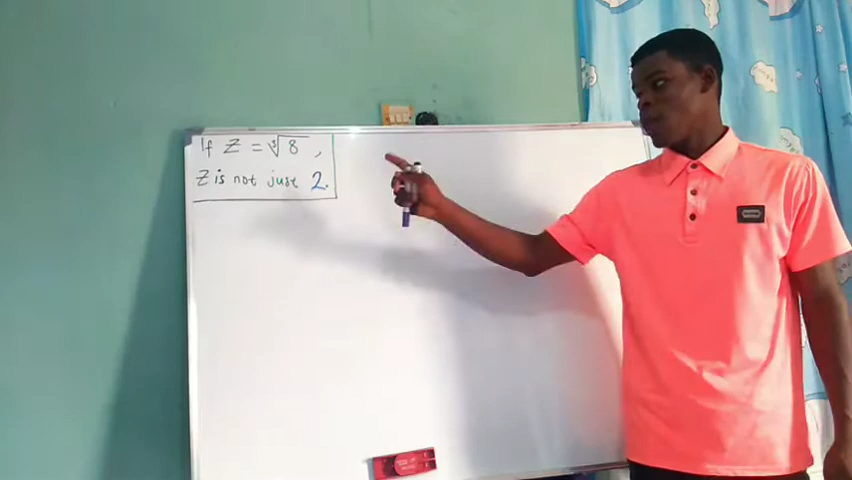 If Z = ∛8 ,
Z is not just 2.